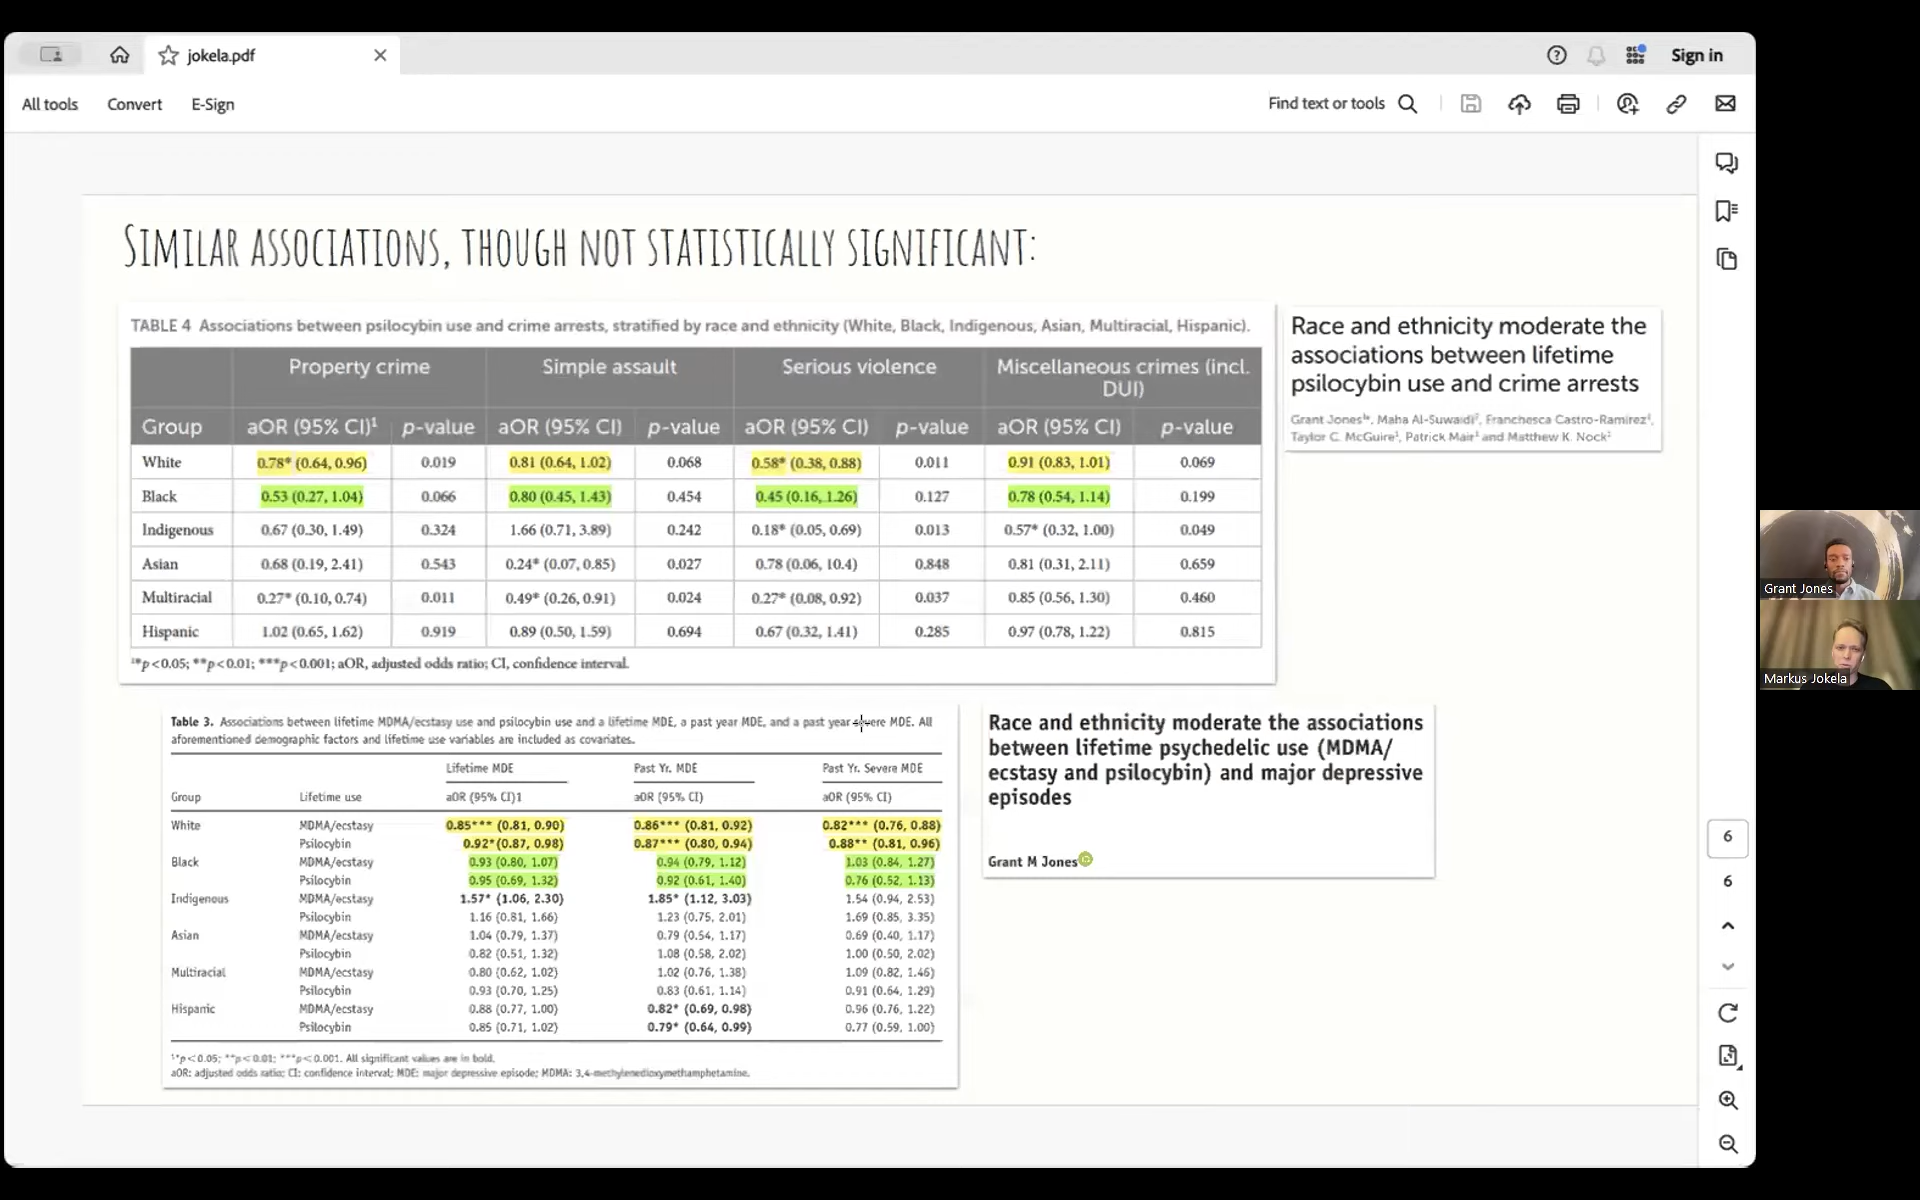 jokela.pdf
Sign in
All tools Convert E-Sign
Find text or tools
SIMILAR ASSOCIATIONS, THOUGH NOT STATISTICALLY SIGNIFICANT:
TABLE 4 Associations between psilocybin use and crime arrests, stratified by race and ethnicity (White, Black, Indigenous, Asian, Multiracial, Hispanic).
Property crime Simple assault Serious violence Miscellaneous crimes (incl. DUI)
Group aOR (95% CI)¹ p-value aOR (95% CI) p-value aOR (95% CI) p-value aOR (95% CI) p-value
White 0.78* (0.64, 0.96) 0.019 0.81 (0.64, 1.02) 0.068 0.58* (0.38, 0.88) 0.011 0.91 (0.83, 1.01) 0.069
Black 0.53 (0.27, 1.04) 0.066 0.80 (0.45, 1.43) 0.454 0.45 (0.16, 1.26) 0.127 0.78 (0.54, 1.14) 0.199
Indigenous 0.67 (0.30, 1.49) 0.324 1.66 (0.71, 3.89) 0.242 0.18* (0.05, 0.69) 0.013 0.57* (0.32, 1.00) 0.049
Asian 0.68 (0.19, 2.41) 0.543 0.24* (0.07, 0.85) 0.027 0.78 (0.06, 10.4) 0.848 0.81 (0.31, 2.11) 0.659
Multiracial 0.27* (0.10, 0.74) 0.011 0.49* (0.26, 0.91) 0.024 0.27* (0.08, 0.92) 0.037 0.85 (0.56, 1.30) 0.460
Hispanic 1.02 (0.65, 1.62) 0.919 0.89 (0.50, 1.59) 0.694 0.67 (0.32, 1.41) 0.285 0.97 (0.78, 1.22) 0.815
¹*p<0.05; **p<0.01; ***p<0.001; aOR, adjusted odds ratio; CI, confidence interval.
Race and ethnicity moderate the
associations between lifetime
psilocybin use and crime arrests
Grant Jones¹*, Maha Al-Suwaidi², Franchesca Castro-Ramirez¹,
Taylor C. McGuire¹, Patrick Mair¹ and Matthew K. Nock¹
Table 3. Associations between lifetime MDMA/ecstasy use and psilocybin use and a lifetime MDE, a past year MDE, and a past year severe MDE. All
aforementioned demographic factors and lifetime use variables are included as covariates.
Lifetime MDE Past Yr. MDE Past Yr. Severe MDE
Group Lifetime use aOR (95% CI)1 aOR (95% CI) aOR (95% CI)
White MDMA/ecstasy 0.85*** (0.81, 0.90) 0.86*** (0.81, 0.92) 0.82*** (0.76, 0.88)
Psilocybin 0.92*(0.87, 0.98) 0.87*** (0.80, 0.94) 0.88** (0.81, 0.96)
Black MDMA/ecstasy 0.93 (0.80, 1.07) 0.94 (0.79, 1.12) 1.03 (0.84, 1.27)
Psilocybin 0.95 (0.69, 1.32) 0.92 (0.61, 1.40) 0.76 (0.52, 1.13)
Indigenous MDMA/ecstasy 1.57* (1.06, 2.30) 1.85* (1.12, 3.03) 1.54 (0.94, 2.53)
Psilocybin 1.16 (0.81, 1.66) 1.23 (0.75, 2.01) 1.69 (0.85, 3.35)
Asian MDMA/ecstasy 1.04 (0.79, 1.37) 0.79 (0.54, 1.17) 0.69 (0.40, 1.17)
Psilocybin 0.82 (0.51, 1.32) 1.08 (0.58, 2.02) 1.00 (0.50, 2.02)
Multiracial MDMA/ecstasy 0.80 (0.62, 1.02) 1.02 (0.76, 1.38) 1.09 (0.82, 1.46)
Psilocybin 0.93 (0.70, 1.25) 0.83 (0.61, 1.14) 0.91 (0.64, 1.29)
Hispanic MDMA/ecstasy 0.88 (0.77, 1.00) 0.82* (0.69, 0.98) 0.96 (0.76, 1.22)
Psilocybin 0.85 (0.71, 1.02) 0.79* (0.64, 0.99) 0.77 (0.59, 1.00)
¹*p<0.05; **p<0.01; ***p<0.001. All significant values are in bold.
aOR: adjusted odds ratio; CI: confidence interval; MDE: major depressive episode; MDMA: 3,4-methylenedioxymethamphetamine.
Race and ethnicity moderate the associations
between lifetime psychedelic use (MDMA/
ecstasy and psilocybin) and major depressive
episodes
Grant M Jones
6
6
Grant Jones
Markus Jokela